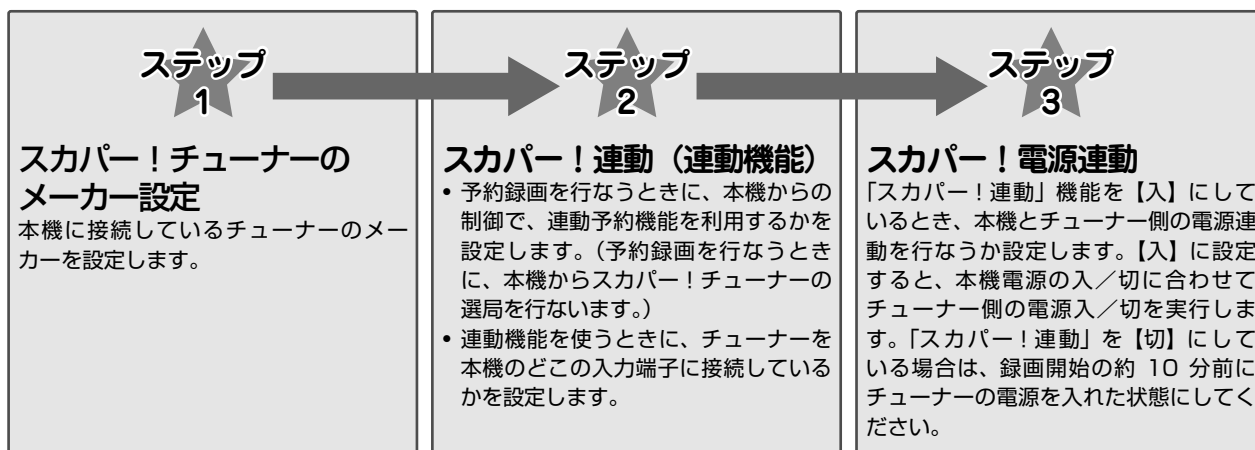 ステップ
1
スカパー！チューナーの
メーカー設定
本機に接続しているチューナーのメー
カーを設定します。
ステップ
2
スカパー！連動（連動機能）
• 予約録画を行なうときに、本機からの
制御で、連動予約機能を利用するかを
設定します。（予約録画を行なうとき
に、本機からスカパー！チューナーの
選局を行ないます。）
• 連動機能を使うときに、チューナーを
本機のどこの入力端子に接続している
かを設定します。
ステップ
3
スカパー！電源連動
「スカパー！連動」機能を【入】にして
いるとき、本機とチューナー側の電源連
動を行なうか設定します。【入】に設定
すると、本機電源の入／切に合わせて
チューナー側の電源入／切を実行しま
す。「スカパー！連動」を【切】にして
いる場合は、録画開始の約 10 分前に
チューナーの電源を入れた状態にしてく
ださい。